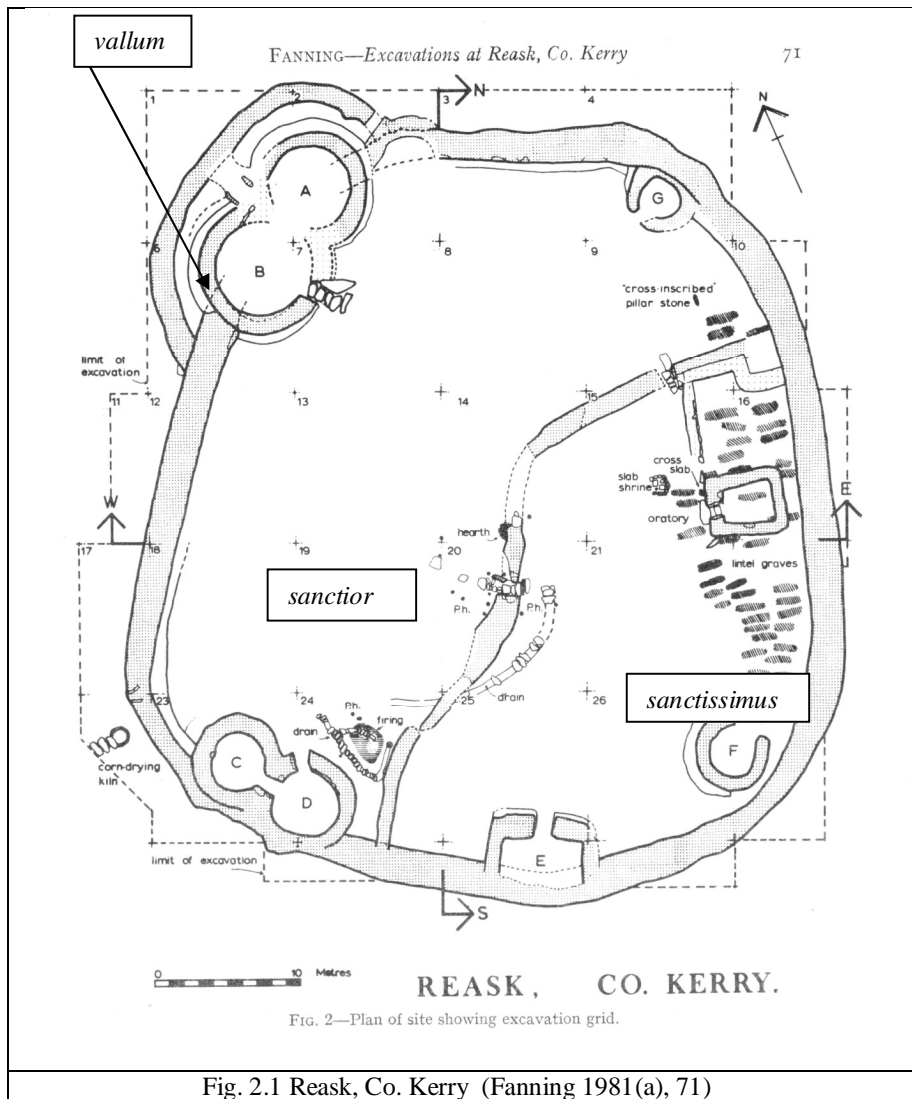 vallum
FANNING—Excavations at Reask, Co. Kerry 71
1 2 3 N 4
N
A
G
6 7 8 9 10
B
"cross-inscribed"
pillar stone
limit of
excavation
11 12 13 14 15 16
cross
slab
slab
shrine
W
E
oratory
hearth
17 18 19 20 21
lintel graves
sanctior
P.h. P.h.
sanctissimus
23 24 25 26
drain
P.h.
firing
drain
C
F
corn-drying
kiln
D
E
limit of excavation
S
0 10 Metres
REASK, CO. KERRY.
FIG. 2—Plan of site showing excavation grid.
Fig. 2.1 Reask, Co. Kerry (Fanning 1981(a), 71)